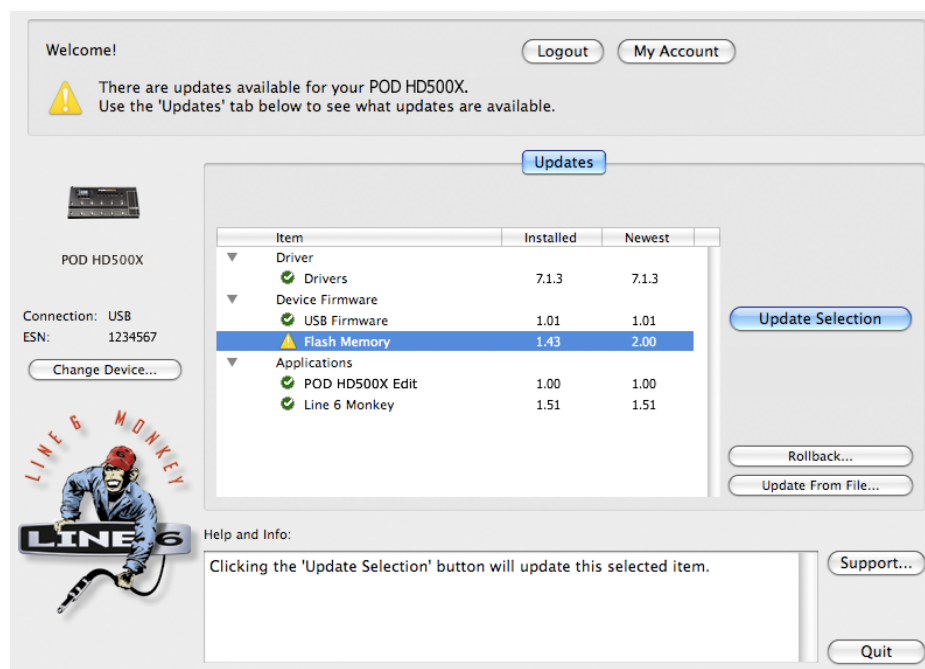 Welcome!
Logout
My Account
There are updates available for your POD HD500X.
Use the 'Updates' tab below to see what updates are available.
Updates
POD HD500X
Connection: USB
ESN: 1234567
Change Device...
LINE 6 MONKEY
LINE 6
Item Installed Newest
Driver
Drivers 7.1.3 7.1.3
Device Firmware
USB Firmware 1.01 1.01
Flash Memory 1.43 2.00
Applications
POD HD500X Edit 1.00 1.00
Line 6 Monkey 1.51 1.51
Update Selection
Rollback...
Update From File...
Help and Info:
Clicking the 'Update Selection' button will update this selected item.
Support...
Quit